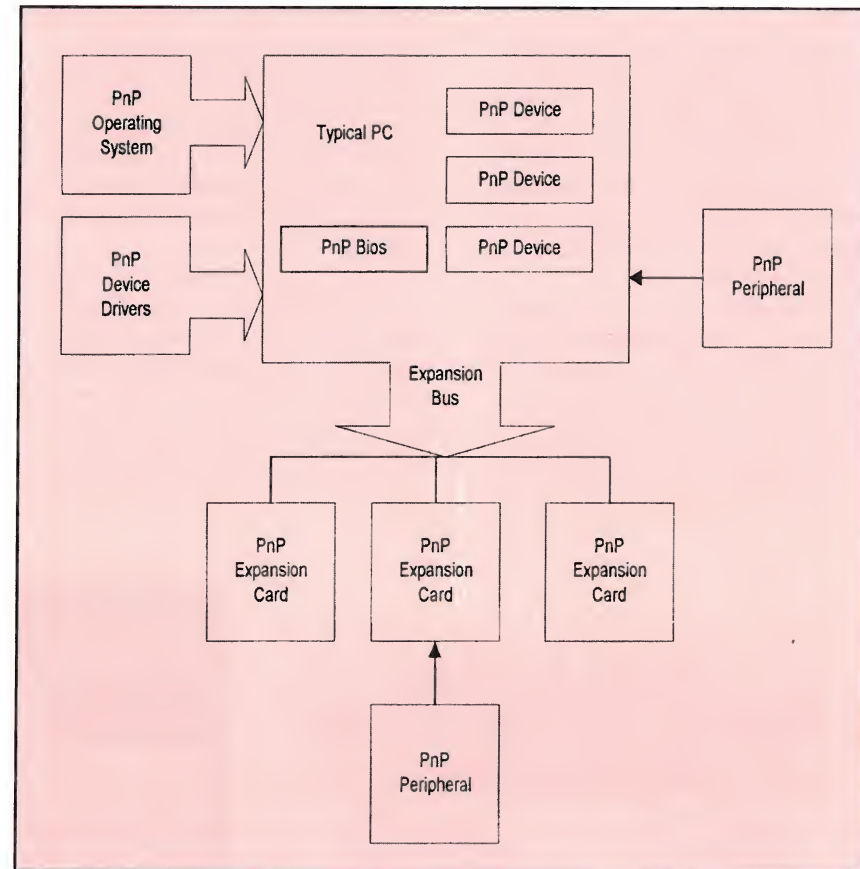 PnP
Operating
System
Typical PC
PnP Device
PnP Device
PnP Bios
PnP Device
PnP
Device
Drivers
PnP
Peripheral
Expansion
Bus
PnP
Expansion
Card
PnP
Expansion
Card
PnP
Expansion
Card
PnP
Peripheral